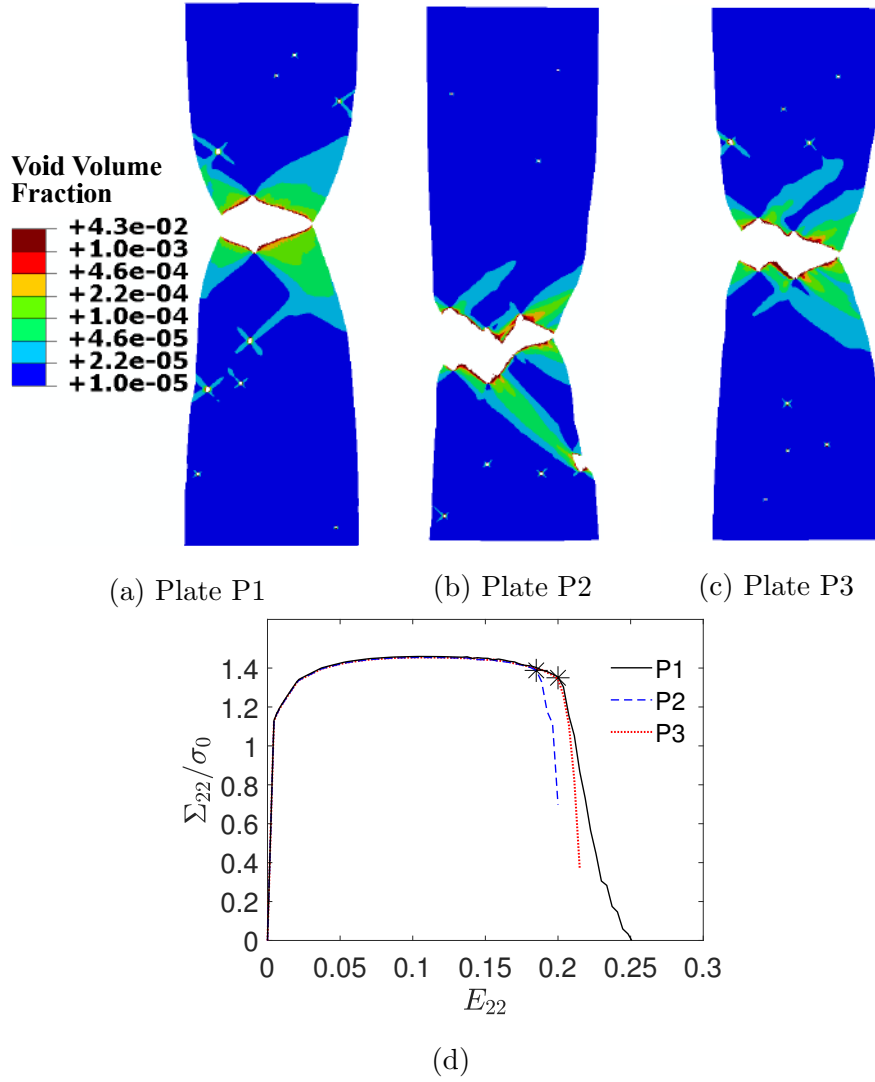 Void Volume
Fraction
+4.3e-02
+1.0e-03
+4.6e-04
+2.2e-04
+1.0e-04
+4.6e-05
+2.2e-05
+1.0e-05
(a) Plate P1
(b) Plate P2
(c) Plate P3
1.4
1.2
1
0.8
0.6
0.4
0.2
0
Σ₂₂/σ₀
P1
P2
P3
0 0.05 0.1 0.15 0.2 0.25 0.3
E₂₂
(d)